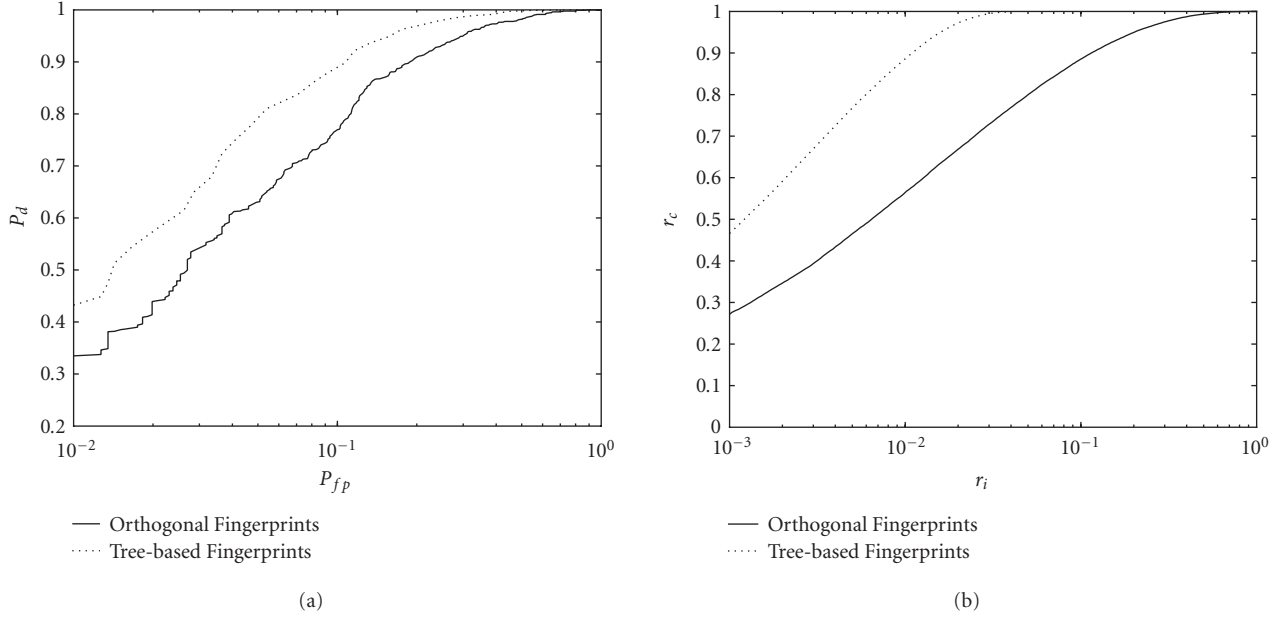 1
0.9
0.8
0.7
0.6
0.5
0.4
0.3
0.2
P_d
10^−2
10^−1
10^0
P_{fp}
Orthogonal Fingerprints
Tree-based Fingerprints
(a)
1
0.9
0.8
0.7
0.6
0.5
0.4
0.3
0.2
0.1
0
r_c
10^−3
10^−2
10^−1
10^0
r_i
Orthogonal Fingerprints
Tree-based Fingerprints
(b)